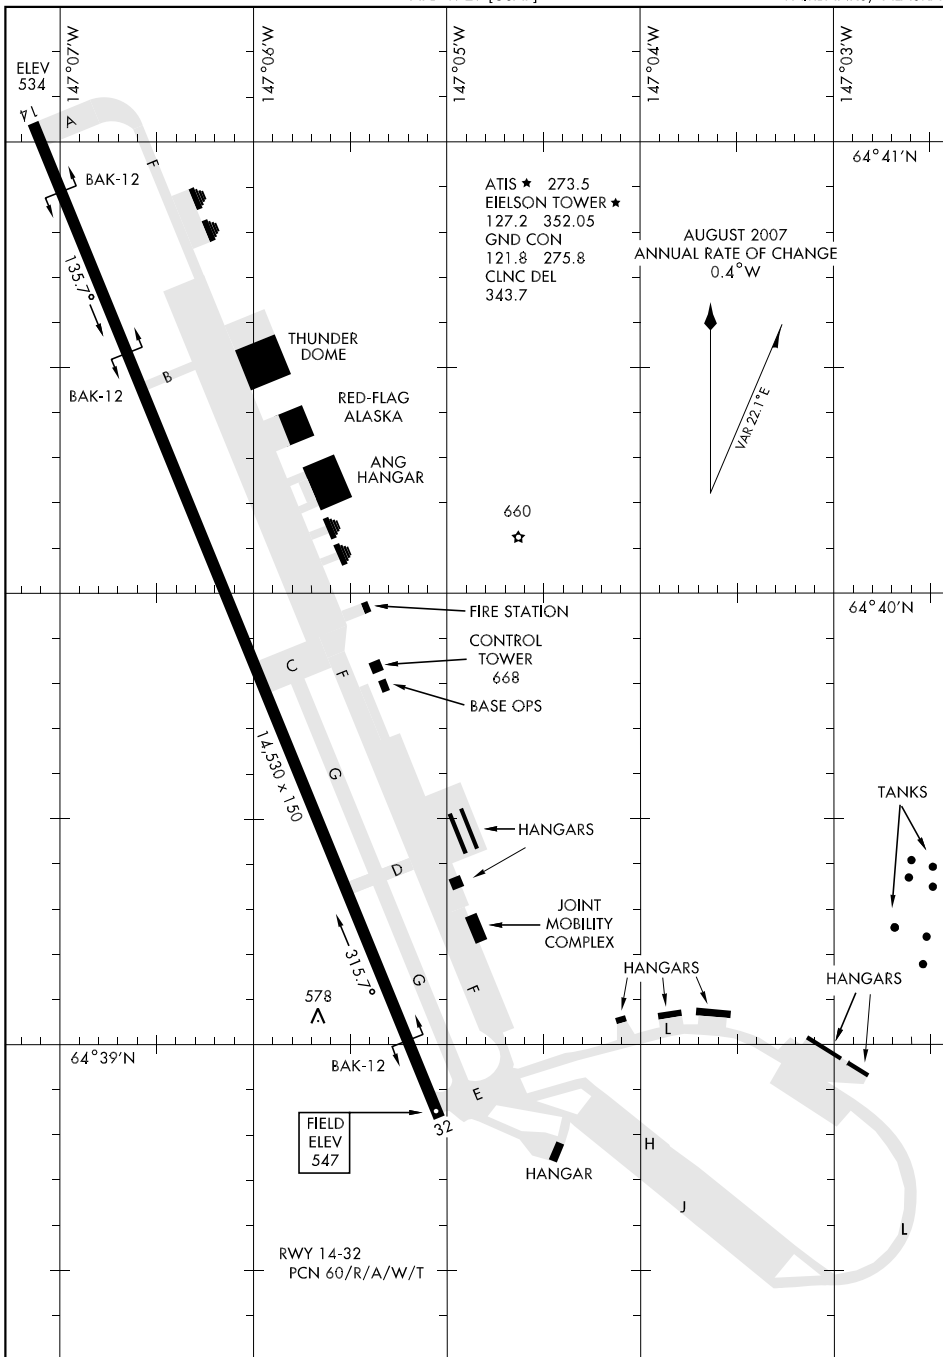 147°07'W
147°06'W
147°05'W
147°04'W
147°03'W
ELEV
534
14
A
F
BAK-12
64°41'N
ATIS ★ 273.5
EIELSON TOWER ★
127.2 352.05
GND CON
121.8 275.8
CLNC DEL
343.7
AUGUST 2007
ANNUAL RATE OF CHANGE
0.4°W
VAR 22.1°E
135.7°
THUNDER
DOME
BAK-12
B
RED-FLAG
ALASKA
ANG
HANGAR
660
64°40'N
FIRE STATION
CONTROL
TOWER
668
BASE OPS
C
F
14,530 x 150
G
TANKS
HANGARS
D
JOINT
MOBILITY
COMPLEX
315.7°
G
F
HANGARS
HANGARS
578
L
64°39'N
BAK-12
E
FIELD
ELEV
547
32
HANGAR
H
J
L
RWY 14-32
PCN 60/R/A/W/T